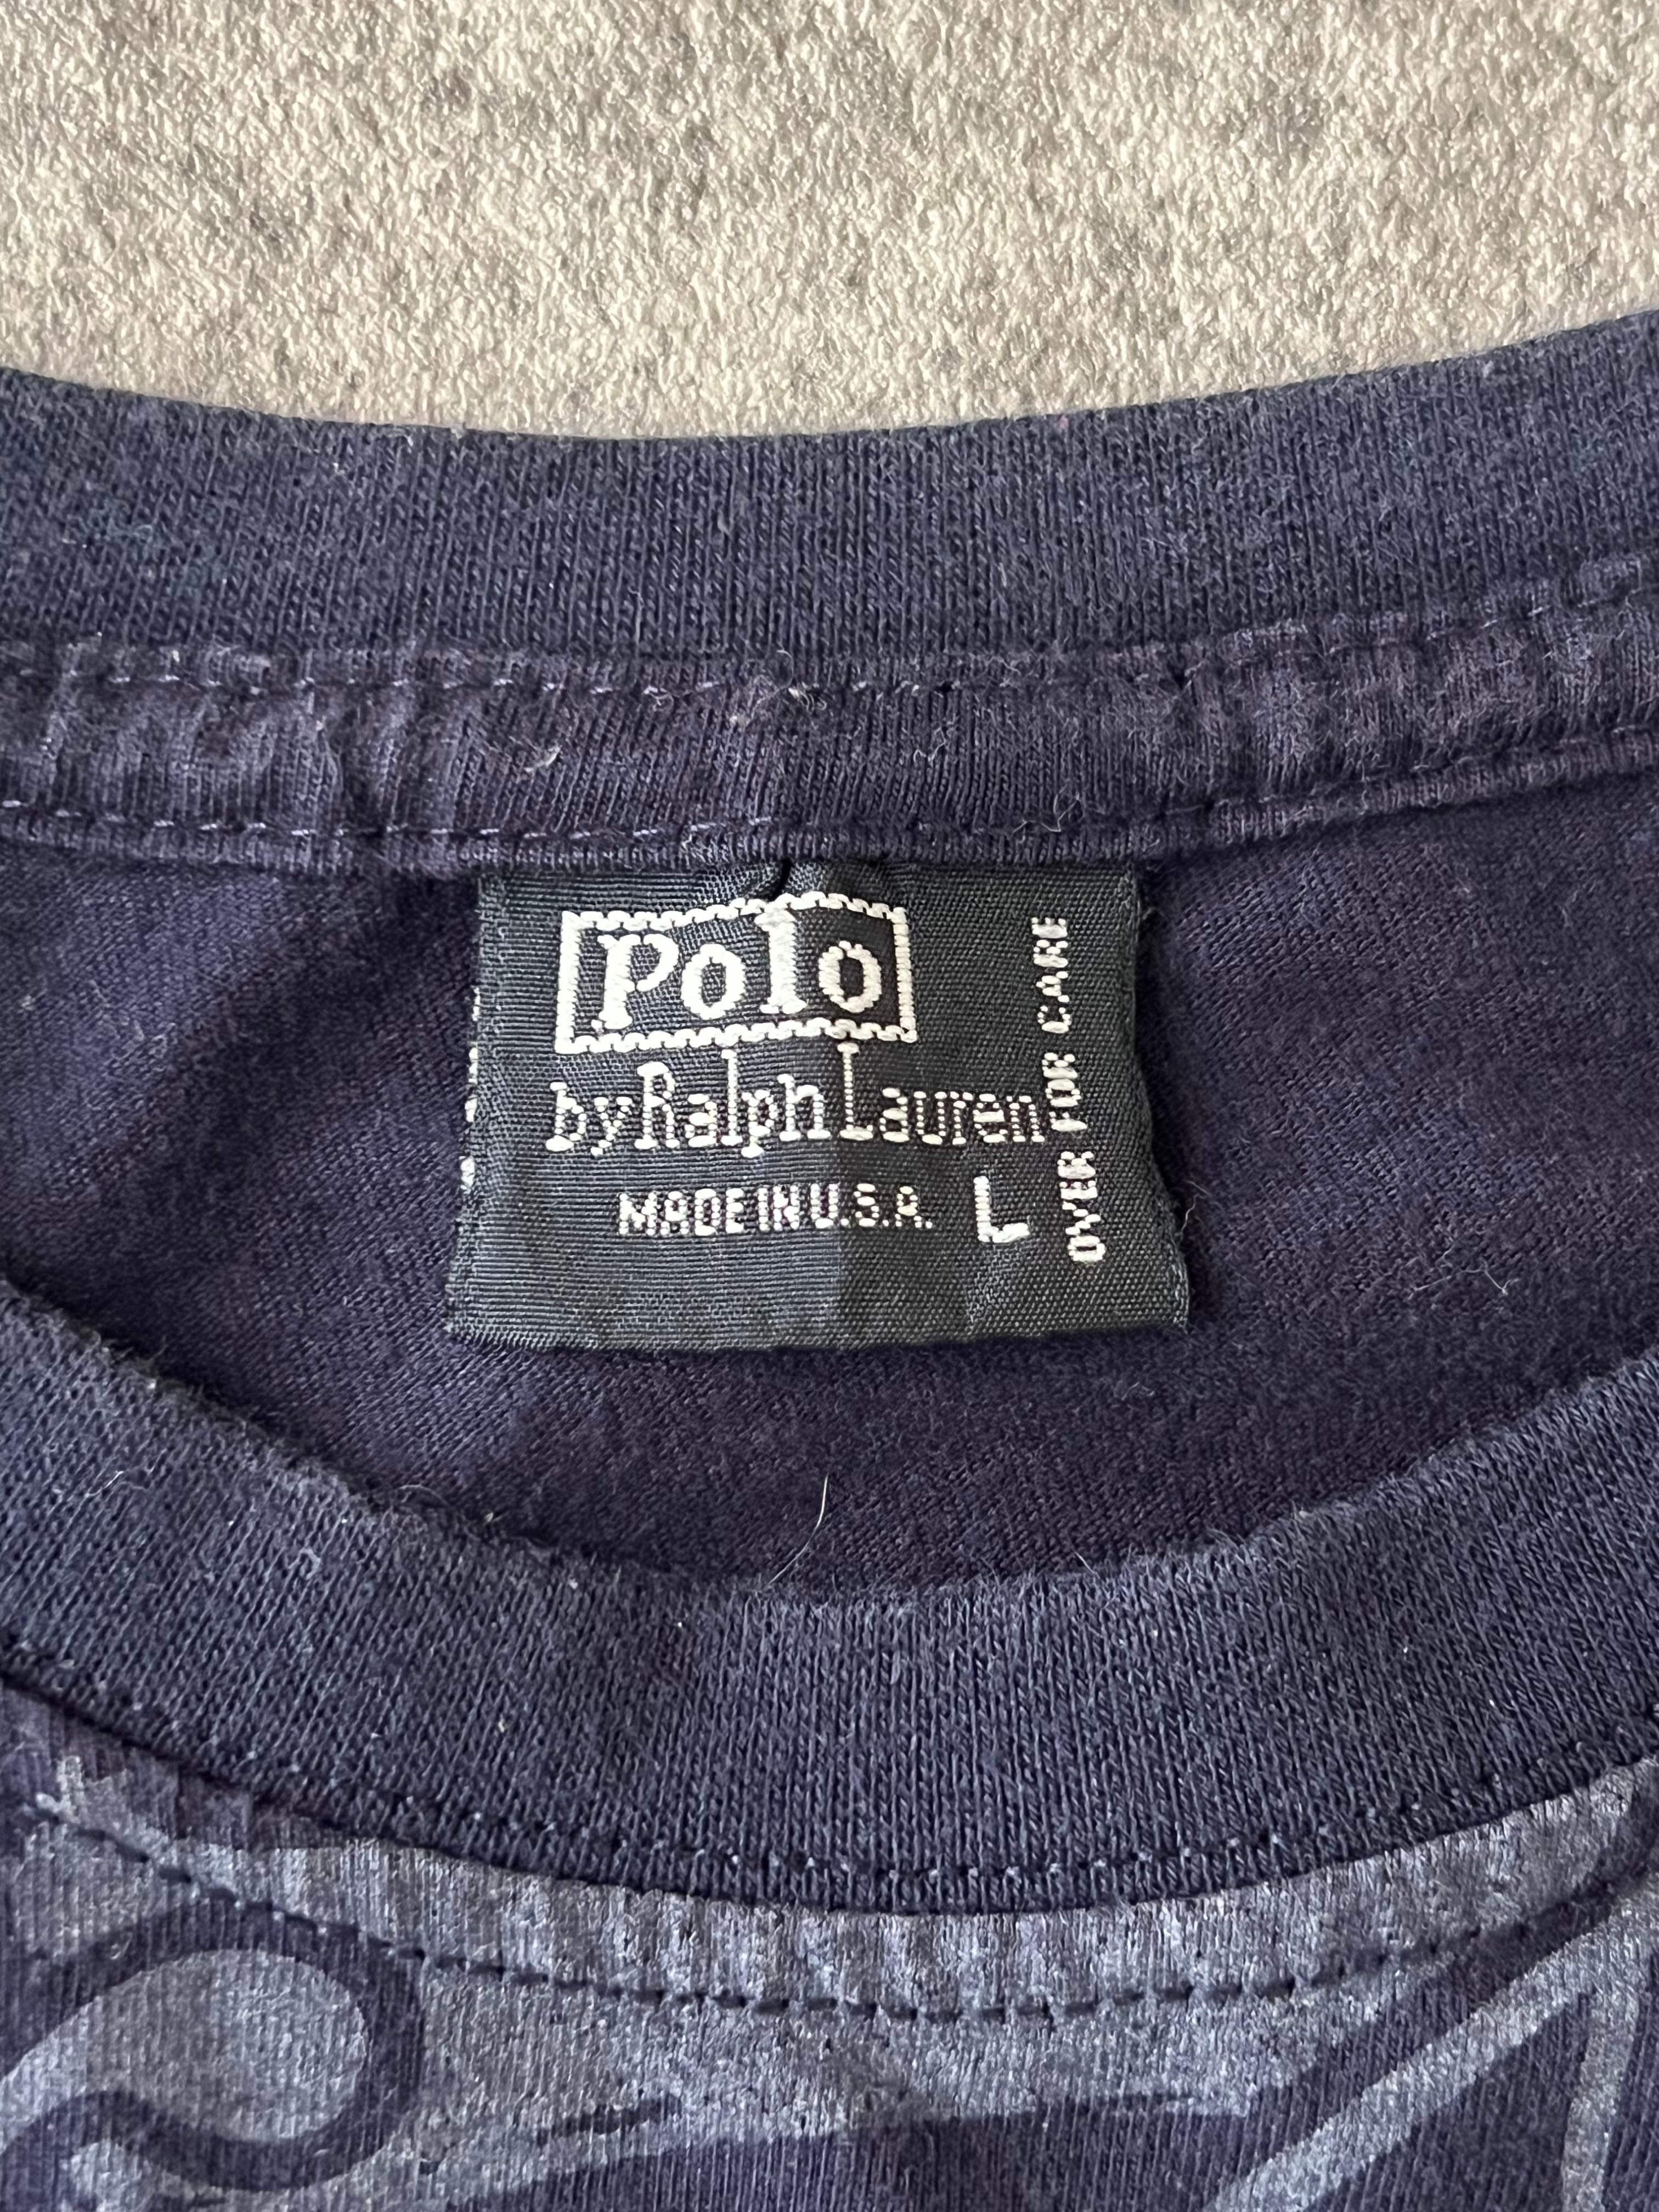 Polo
by Ralph Lauren
MADE IN U.S.A. L
OVER FOR CARE